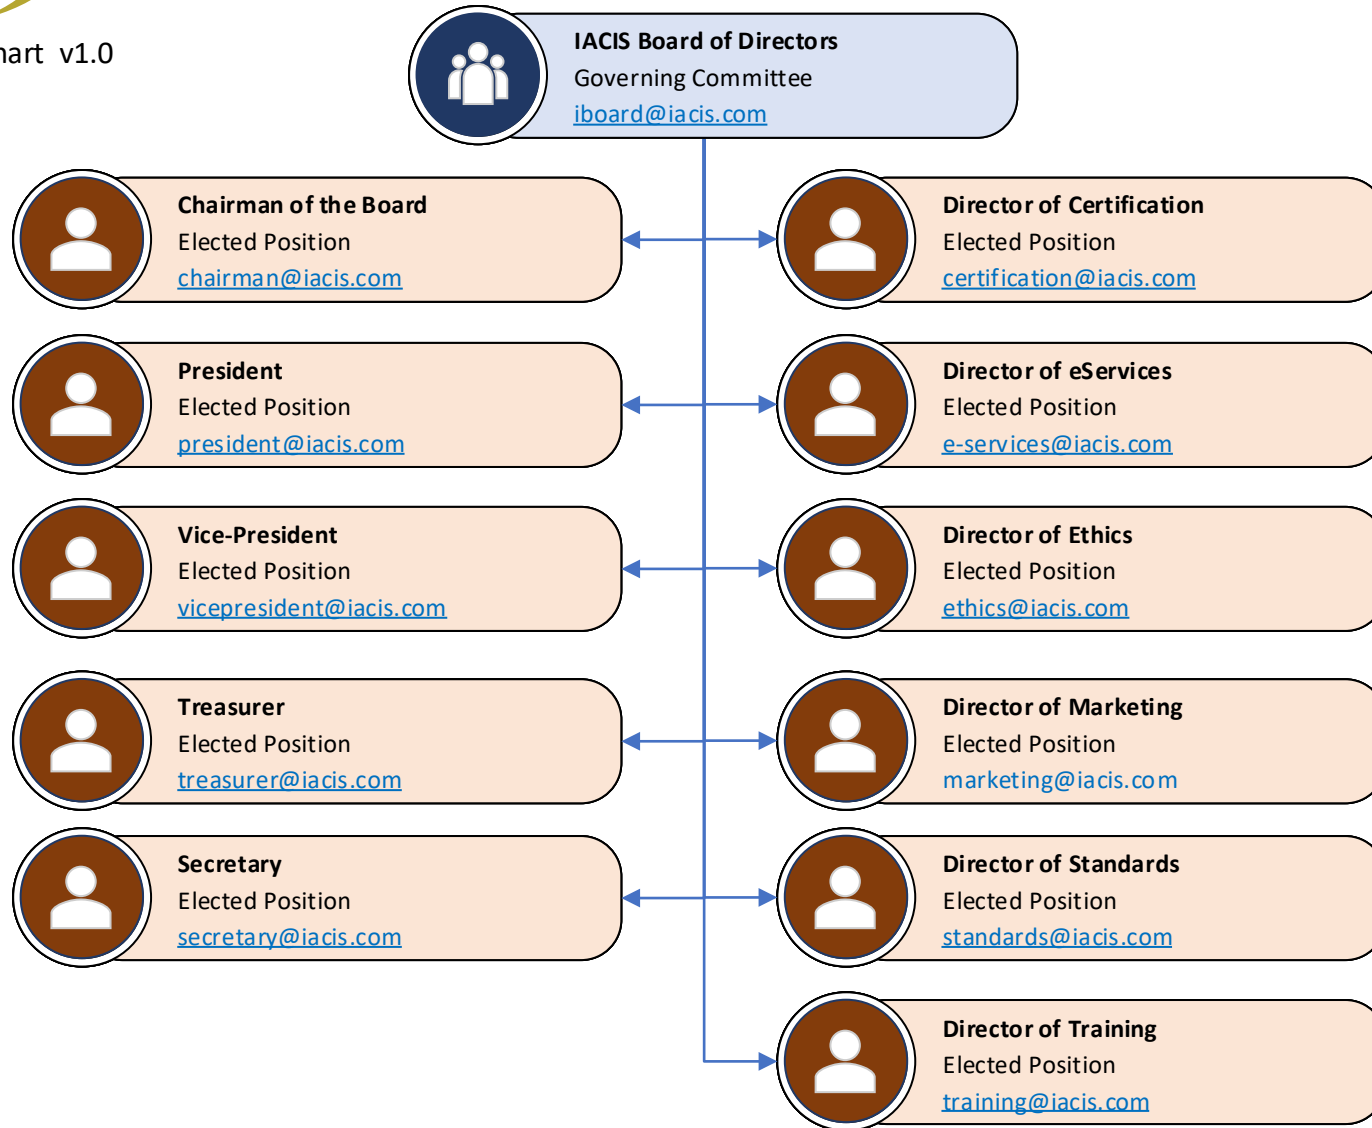 v1.0
IACIS Board of Directors
Governing Committee
iboard@iacis.com
Chairman of the Board
Elected Position
chairman@iacis.com
President
Elected Position
president@iacis.com
Vice-President
Elected Position
vicepresident@iacis.com
Treasurer
Elected Position
treasurer@iacis.com
Secretary
Elected Position
secretary@iacis.com
Director of Certification
Elected Position
certification@iacis.com
Director of eServices
Elected Position
e-services@iacis.com
Director of Ethics
Elected Position
ethics@iacis.com
Director of Marketing
Elected Position
marketing@iacis.com
Director of Standards
Elected Position
standards@iacis.com
Director of Training
Elected Position
training@iacis.com